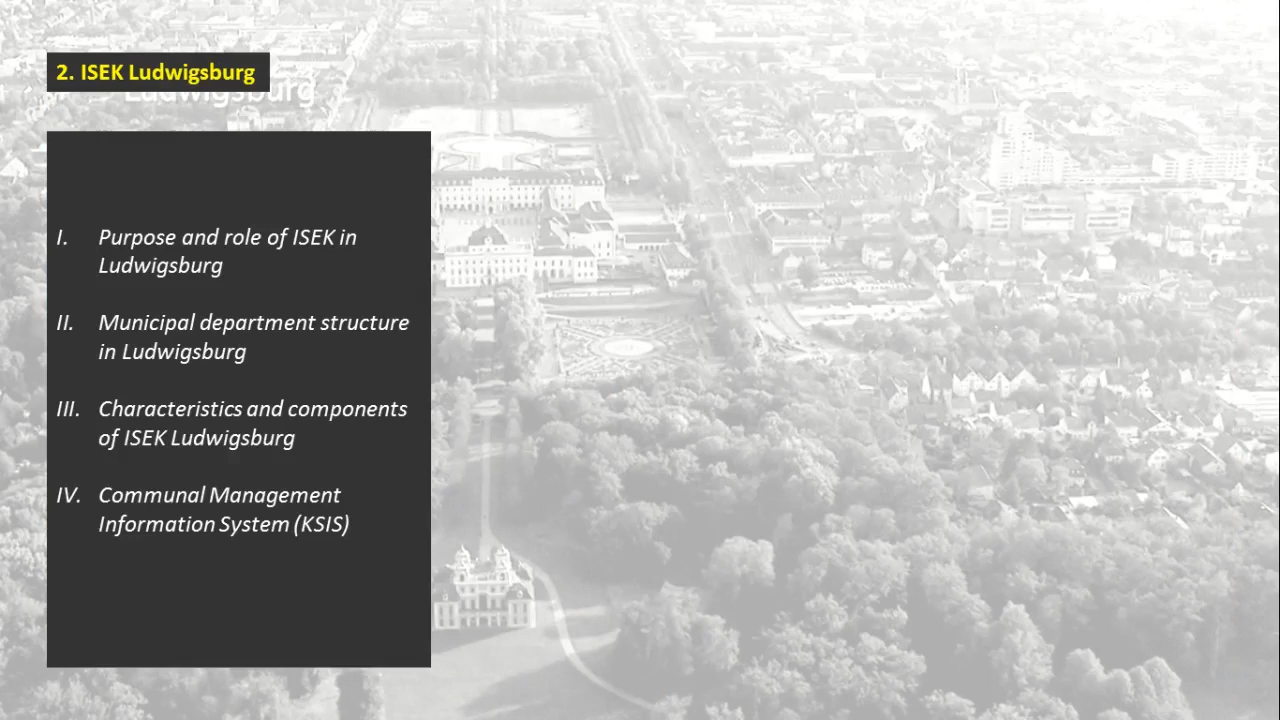 2. ISEK Ludwigsburg
Ludwigsburg
I. Purpose and role of ISEK in
Ludwigsburg
II. Municipal department structure
in Ludwigsburg
III. Characteristics and components
of ISEK Ludwigsburg
IV. Communal Management
Information System (KSIS)